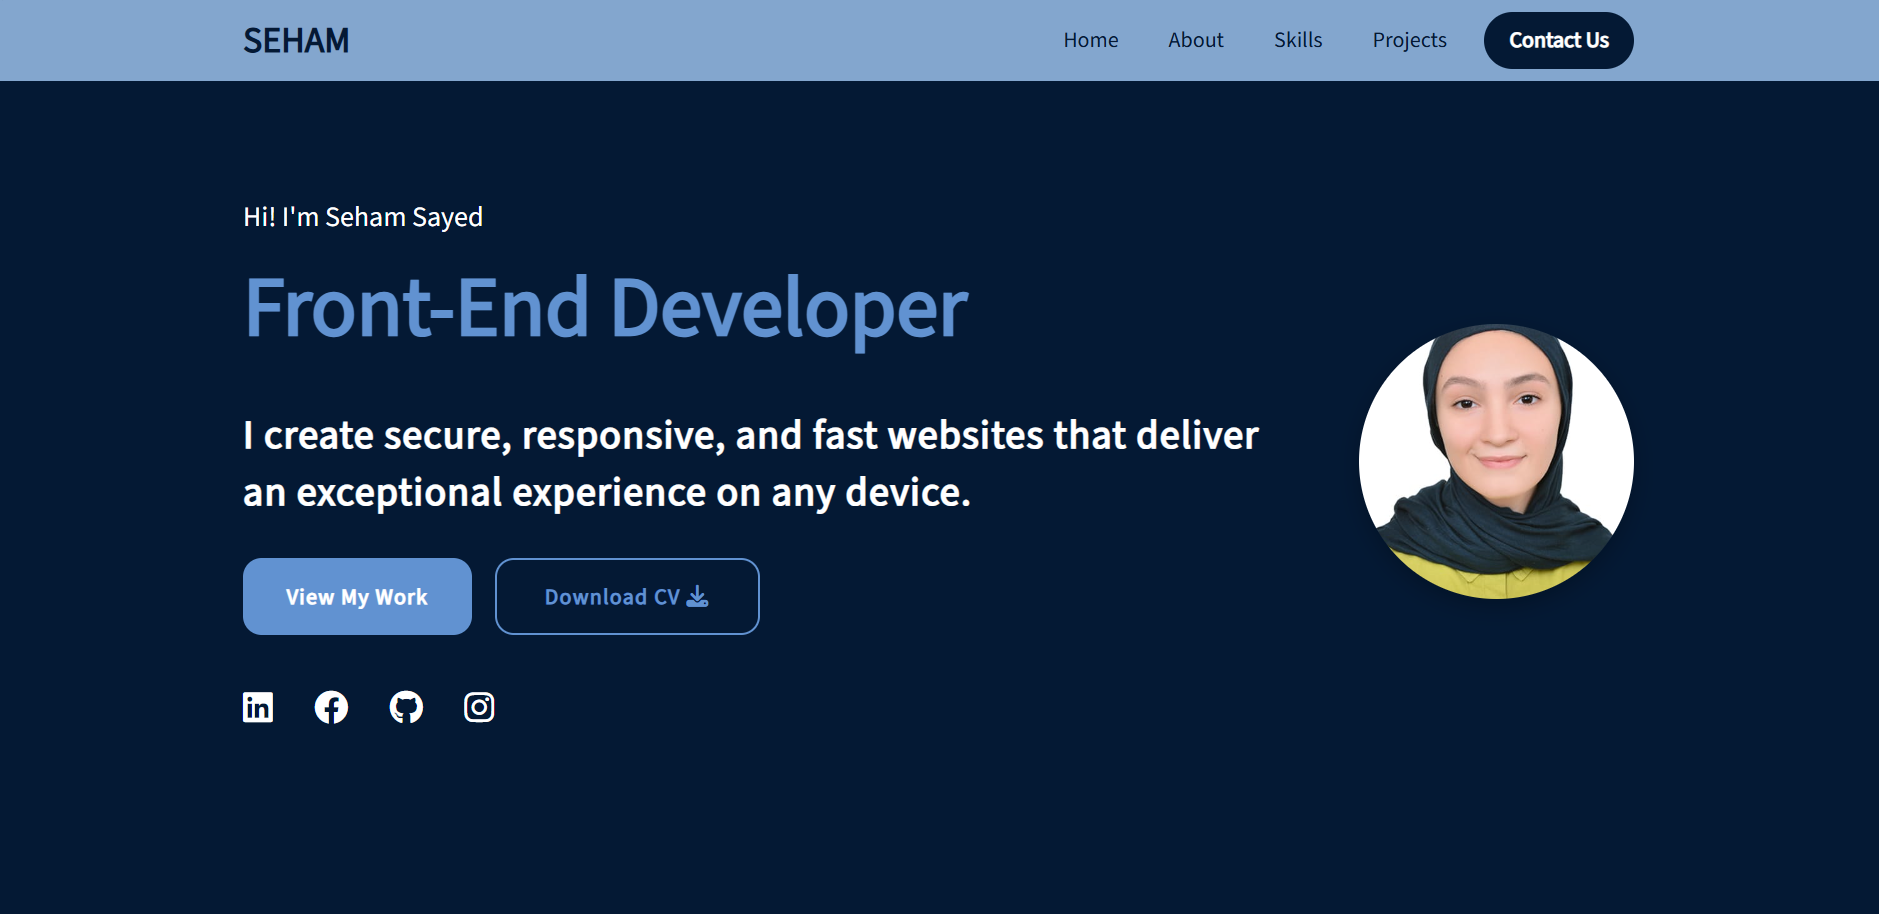 SEHAM
Home
About
Skills
Projects
Contact Us
Hi! I'm Seham Sayed
Front-End Developer
I create secure, responsive, and fast websites that deliver
an exceptional experience on any device.
View My Work
Download CV